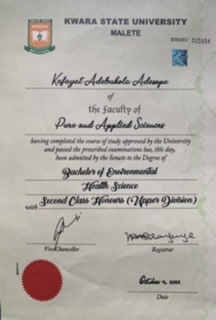 KWARA STATE UNIVERSITY
MALETE
Kafayat Adebukola Adesope
of
the Faculty of
Pure and Applied Sciences
having completed the course of study approved by the University
and passed the prescribed examinations has, this day,
been admitted by the Senate to the Degree of
Bachelor of Environmental
Health Science
with Second Class Honours (Upper Division)
Vice Chancellor
Registrar
October 4, 2022
Date